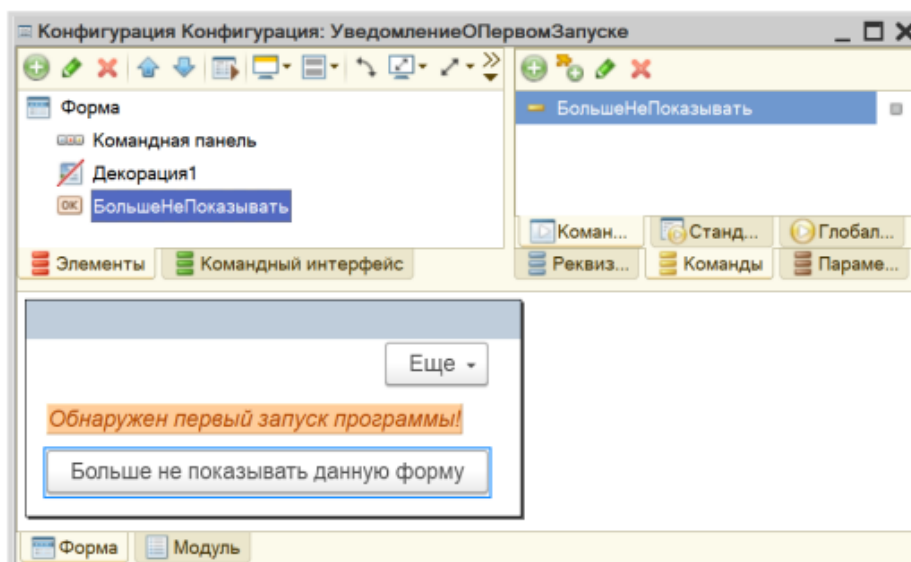 Конфигурация Конфигурация: УведомлениеОПервомЗапуске
Форма
Командная панель
Декорация1
OK БольшеНеПоказывать
Элементы Командный интерфейс
БольшеНеПоказывать
Коман... Станд... Глобал...
Реквиз... Команды Параме...
Еще
Обнаружен первый запуск программы!
Больше не показывать данную форму
Форма Модуль